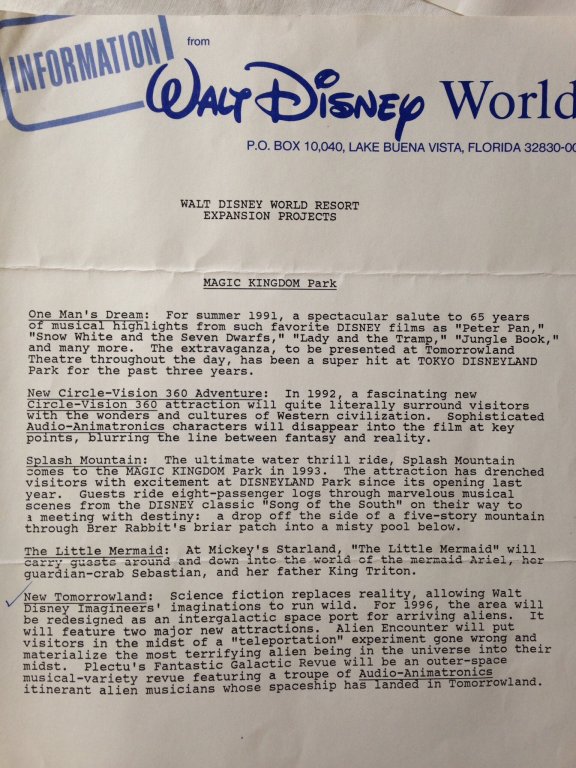 INFORMATION
from
WALT DISNEY World
P.O. BOX 10,040, LAKE BUENA VISTA, FLORIDA 32830-00
WALT DISNEY WORLD RESORT
EXPANSION PROJECTS
MAGIC KINGDOM Park
One Man's Dream: For summer 1991, a spectacular salute to 65 years
of musical highlights from such favorite DISNEY films as "Peter Pan,"
"Snow White and the Seven Dwarfs," "Lady and the Tramp," "Jungle Book,"
and many more. The extravaganza, to be presented at Tomorrowland
Theatre throughout the day, has been a super hit at TOKYO DISNEYLAND
Park for the past three years.
New Circle-Vision 360 Adventure: In 1992, a fascinating new
Circle-Vision 360 attraction will quite literally surround visitors
with the wonders and cultures of Western civilization. Sophisticated
Audio-Animatronics characters will disappear into the film at key
points, blurring the line between fantasy and reality.
Splash Mountain: The ultimate water thrill ride, Splash Mountain
comes to the MAGIC KINGDOM Park in 1993. The attraction has drenched
visitors with excitement at DISNEYLAND Park since its opening last
year. Guests ride eight-passenger logs through marvelous musical
scenes from the DISNEY classic "Song of the South" on their way to
a meeting with destiny: a drop off the side of a five-story mountain
through Brer Rabbit's briar patch into a misty pool below.
The Little Mermaid: At Mickey's Starland, "The Little Mermaid" will
carry guests around and down into the world of the mermaid Ariel, her
guardian-crab Sebastian, and her father King Triton.
New Tomorrowland: Science fiction replaces reality, allowing Walt
Disney Imagineers' imaginations to run wild. For 1996, the area will
be redesigned as an intergalactic space port for arriving aliens. It
will feature two major new attractions. Alien Encounter will put
visitors in the midst of a "teleportation" experiment gone wrong and
materialize the most terrifying alien being in the universe into their
midst. Plectu's Fantastic Galactic Revue will be an outer-space
musical-variety revue featuring a troupe of Audio-Animatronics
itinerant alien musicians whose spaceship has landed in Tomorrowland.